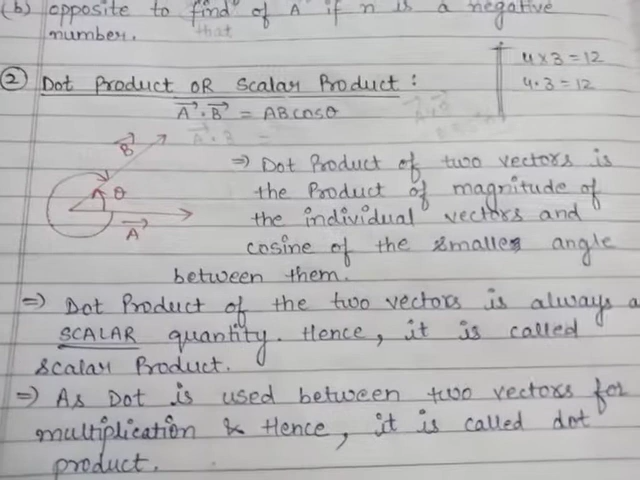 (b) opposite to find of A if n is a negative
number. that
4×3=12
4·3=12
② Dot Product OR Scalar Product :
A⃗·B⃗ = ABcosθ
B⃗
θ
A⃗
⇒ Dot Product of two vectors is
the Product of magnitude of
the individual vectors and
cosine of the smaller angle
between them.
⇒ Dot Product of the two vectors is always a
SCALAR quantity. Hence, it is called
Scalar Product.
⇒ As Dot is used between two vectors for
multiplication & Hence, it is called dot
product.